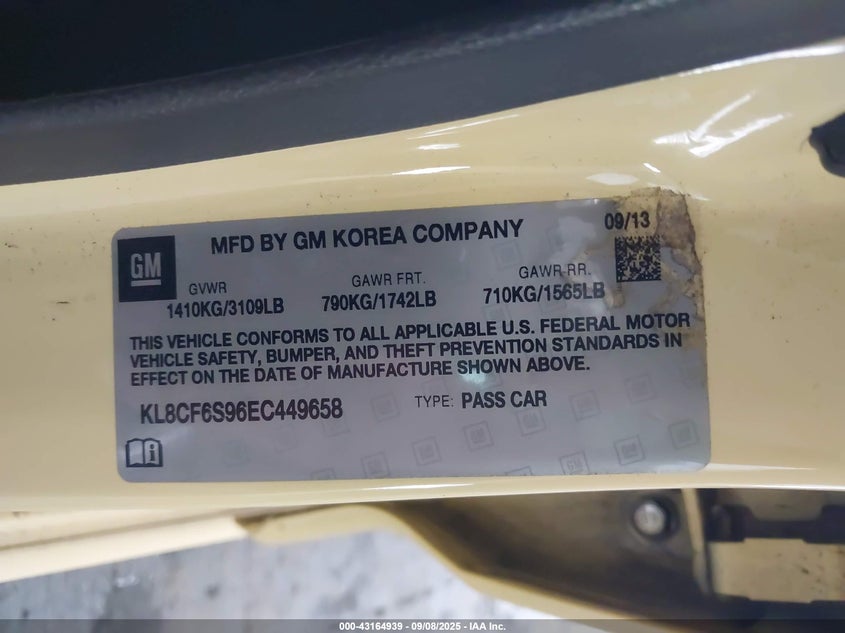 GM
MFD BY GM KOREA COMPANY
09/13
GVWR
1410KG/3109LB
GAWR FRT.
790KG/1742LB
GAWR RR.
710KG/1565LB
THIS VEHICLE CONFORMS TO ALL APPLICABLE U.S. FEDERAL MOTOR
VEHICLE SAFETY, BUMPER, AND THEFT PREVENTION STANDARDS IN
EFFECT ON THE DATE OF MANUFACTURE SHOWN ABOVE.
KL8CF6S96EC449658
TYPE: PASS CAR
000-43164939 - 09/08/2025 - IAA Inc.